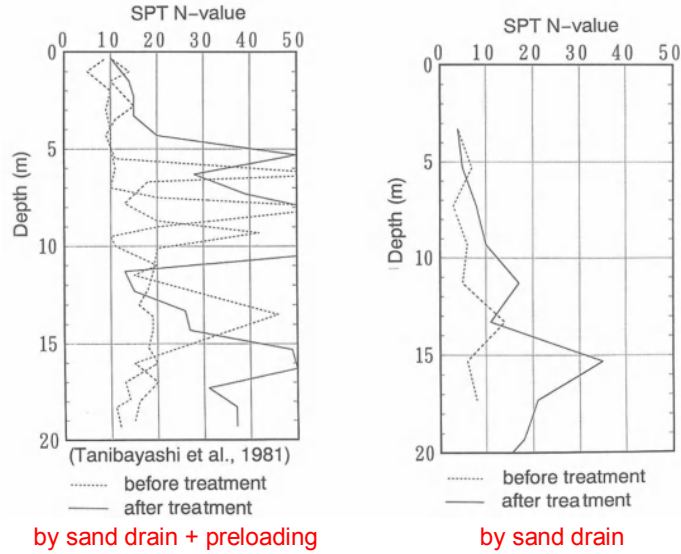 SPT N-value
0 10 20 30 40 50
0
5
10
15
20
Depth (m)
(Tanibayashi et al., 1981)
before treatment
after treatment
by sand drain + preloading
SPT N-value
0 10 20 30 40 50
0
5
10
15
20
Depth (m)
before treatment
after treatment
by sand drain